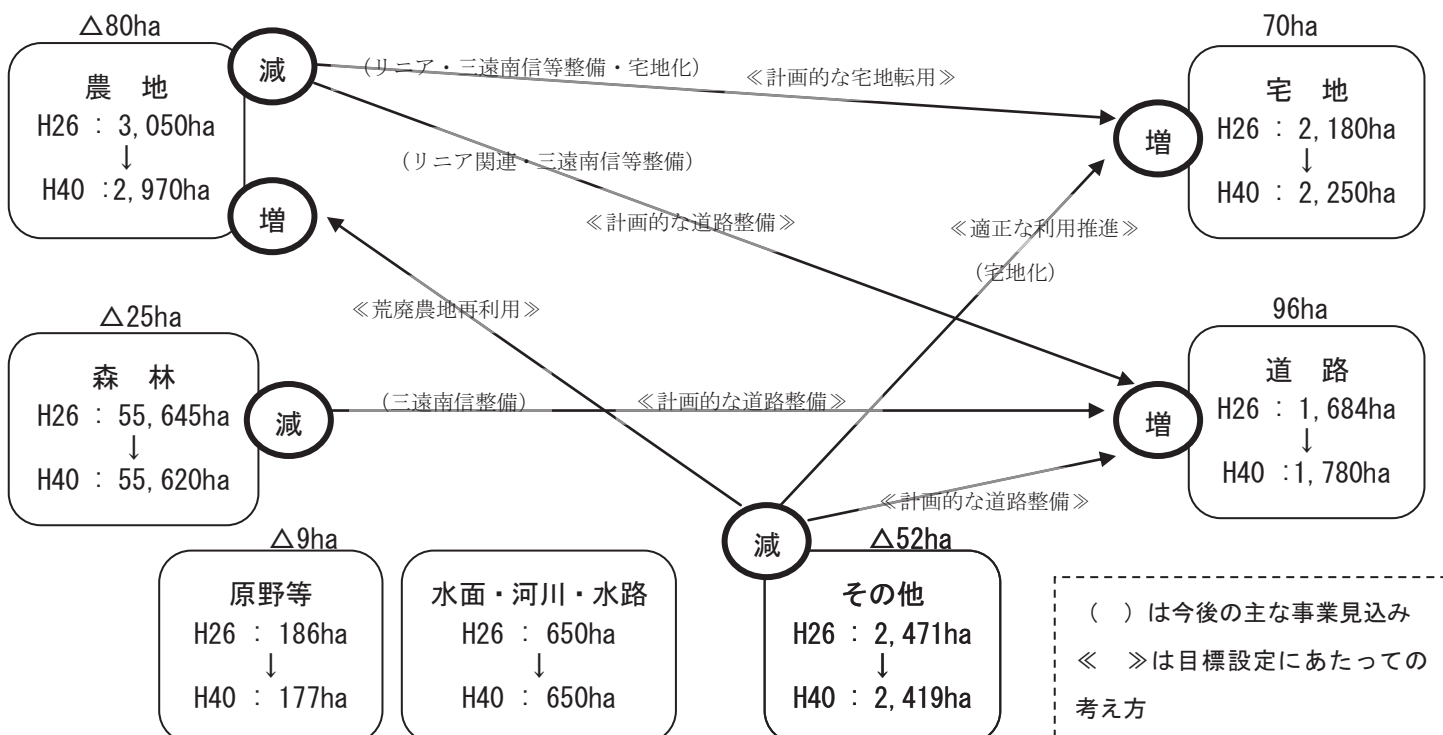 △80ha
農　地
H26 : 3,050ha
↓
H40 :2,970ha
減
増
(リニア・三遠南信等整備・宅地化)
≪計画的な宅地転用≫
(リニア関連・三遠南信等整備)
≪計画的な道路整備≫
70ha
宅　地
H26 : 2,180ha
↓
H40 : 2,250ha
増
≪適正な利用推進≫
(宅地化)
≪荒廃農地再利用≫
△25ha
森　林
H26 : 55,645ha
↓
H40 : 55,620ha
減
(三遠南信整備)
≪計画的な道路整備≫
96ha
道　路
H26 : 1,684ha
↓
H40 :1,780ha
増
≪計画的な道路整備≫
△9ha
原野等
H26 : 186ha
↓
H40 : 177ha
水面・河川・水路
H26 : 650ha
↓
H40 : 650ha
減
△52ha
その他
H26 : 2,471ha
↓
H40 : 2,419ha
（　）は今後の主な事業見込み
≪　≫は目標設定にあたっての
考え方